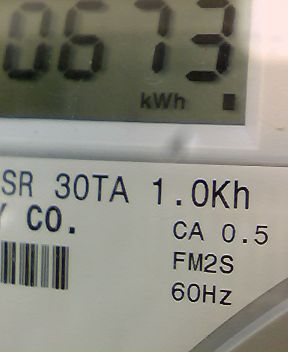 0673
kWh
SR 30TA 1.0Kh
Y CO.
CA 0.5
FM2S
60Hz